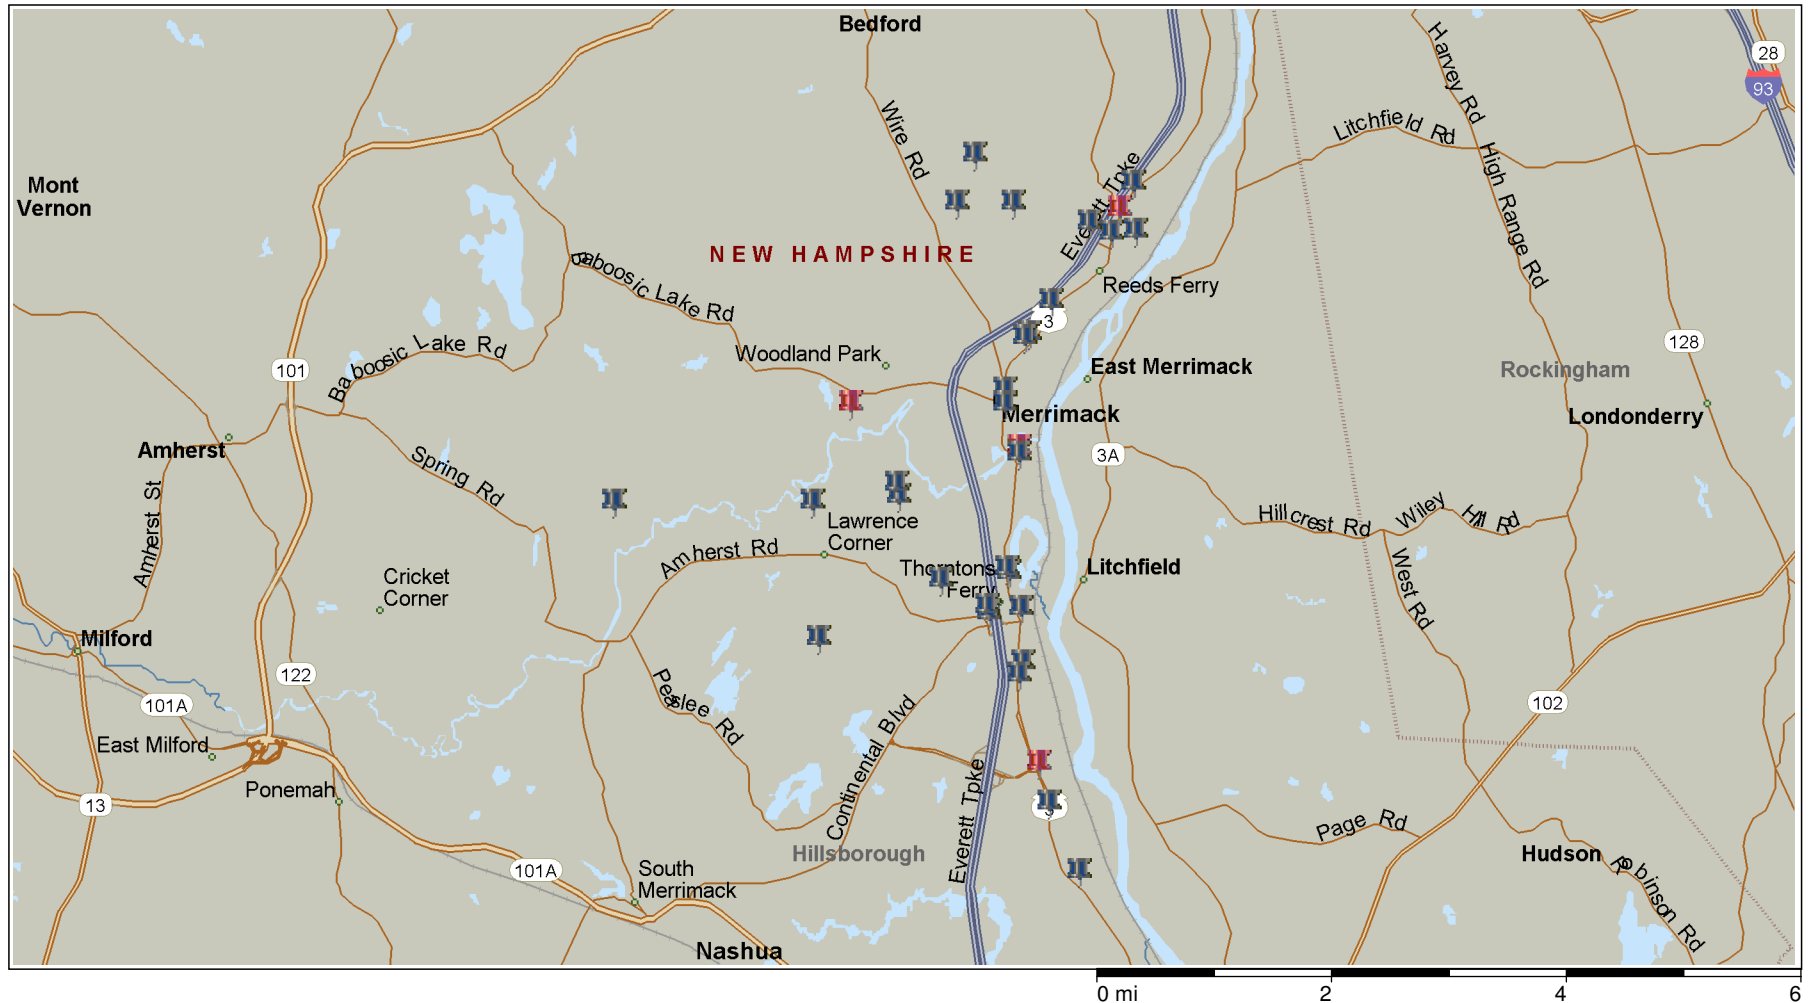 Bedford
28
93
Harvey Rd
Litchfield Rd
Wire Rd
Mont
Vernon
Everett Tpke
High Range Rd
NEW HAMPSHIRE
Baboosic Lake Rd
Reeds Ferry
3
Baboosic Lake Rd
Woodland Park
128
101
East Merrimack
Rockingham
Merrimack
Londonderry
Amherst
3A
Spring Rd
Amherst St
Hillcrest Rd
Wiley Hill Rd
Lawrence
Corner
Amherst Rd
West Rd
Cricket
Corner
Thorntons
Ferry
Litchfield
Milford
122
101A
Peaslee Rd
102
East Milford
Continental Blvd
Ponemah
13
Everett Tpke
Page Rd
Hillsborough
Hudson
Robinson Rd
101A
South
Merrimack
Nashua
0 mi 2 4 6